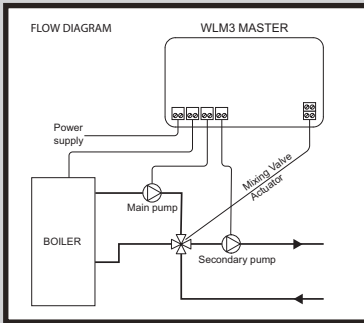 FLOW DIAGRAM
WLM3 MASTER
Power
supply
Mixing Valve
Actuator
Main pump
BOILER
Secondary pump